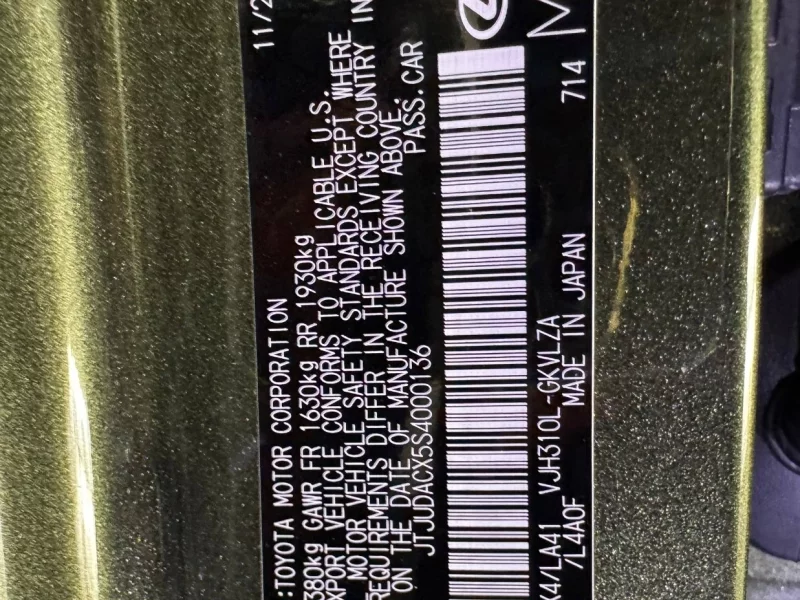 :TOYOTA MOTOR CORPORATION 11/2
380kg GAWR FR 1630kg RR 1930kg
XPORT VEHICLE CONFORMS TO APPLICABLE U.S.
MOTOR VEHICLE SAFETY STANDARDS EXCEPT WHERE
REQUIREMENTS DIFFER IN THE RECEIVING COUNTRY IN
ON THE DATE OF MANUFACTURE SHOWN ABOVE.
JTJUDACX5S4000136 PASS.CAR
X4/LA41 VJH310L-GKVLZA
/L4A0F MADE IN JAPAN 714